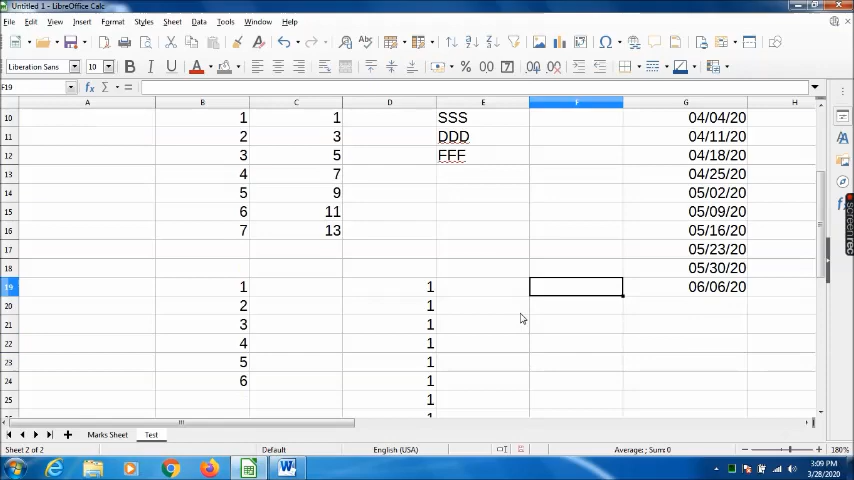 Untitled 1 - LibreOffice Calc
File Edit View Insert Format Styles Sheet Data Tools Window Help
Liberation Sans 10
F19
A B C D E F G H
10 1 1 SSS 04/04/20
11 2 3 DDD 04/11/20
12 3 5 FFF 04/18/20
13 4 7 04/25/20
14 5 9 05/02/20
15 6 11 05/09/20
16 7 13 05/16/20
17 05/23/20
18 05/30/20
19 1 1 06/06/20
20 2 1
21 3 1
22 4 1
23 5 1
24 6 1
25 1
1
Marks Sheet Test
Sheet 2 of 2 Default English (USA) Average: ; Sum: 0 180%
3:09 PM
3/28/2020
screenrec